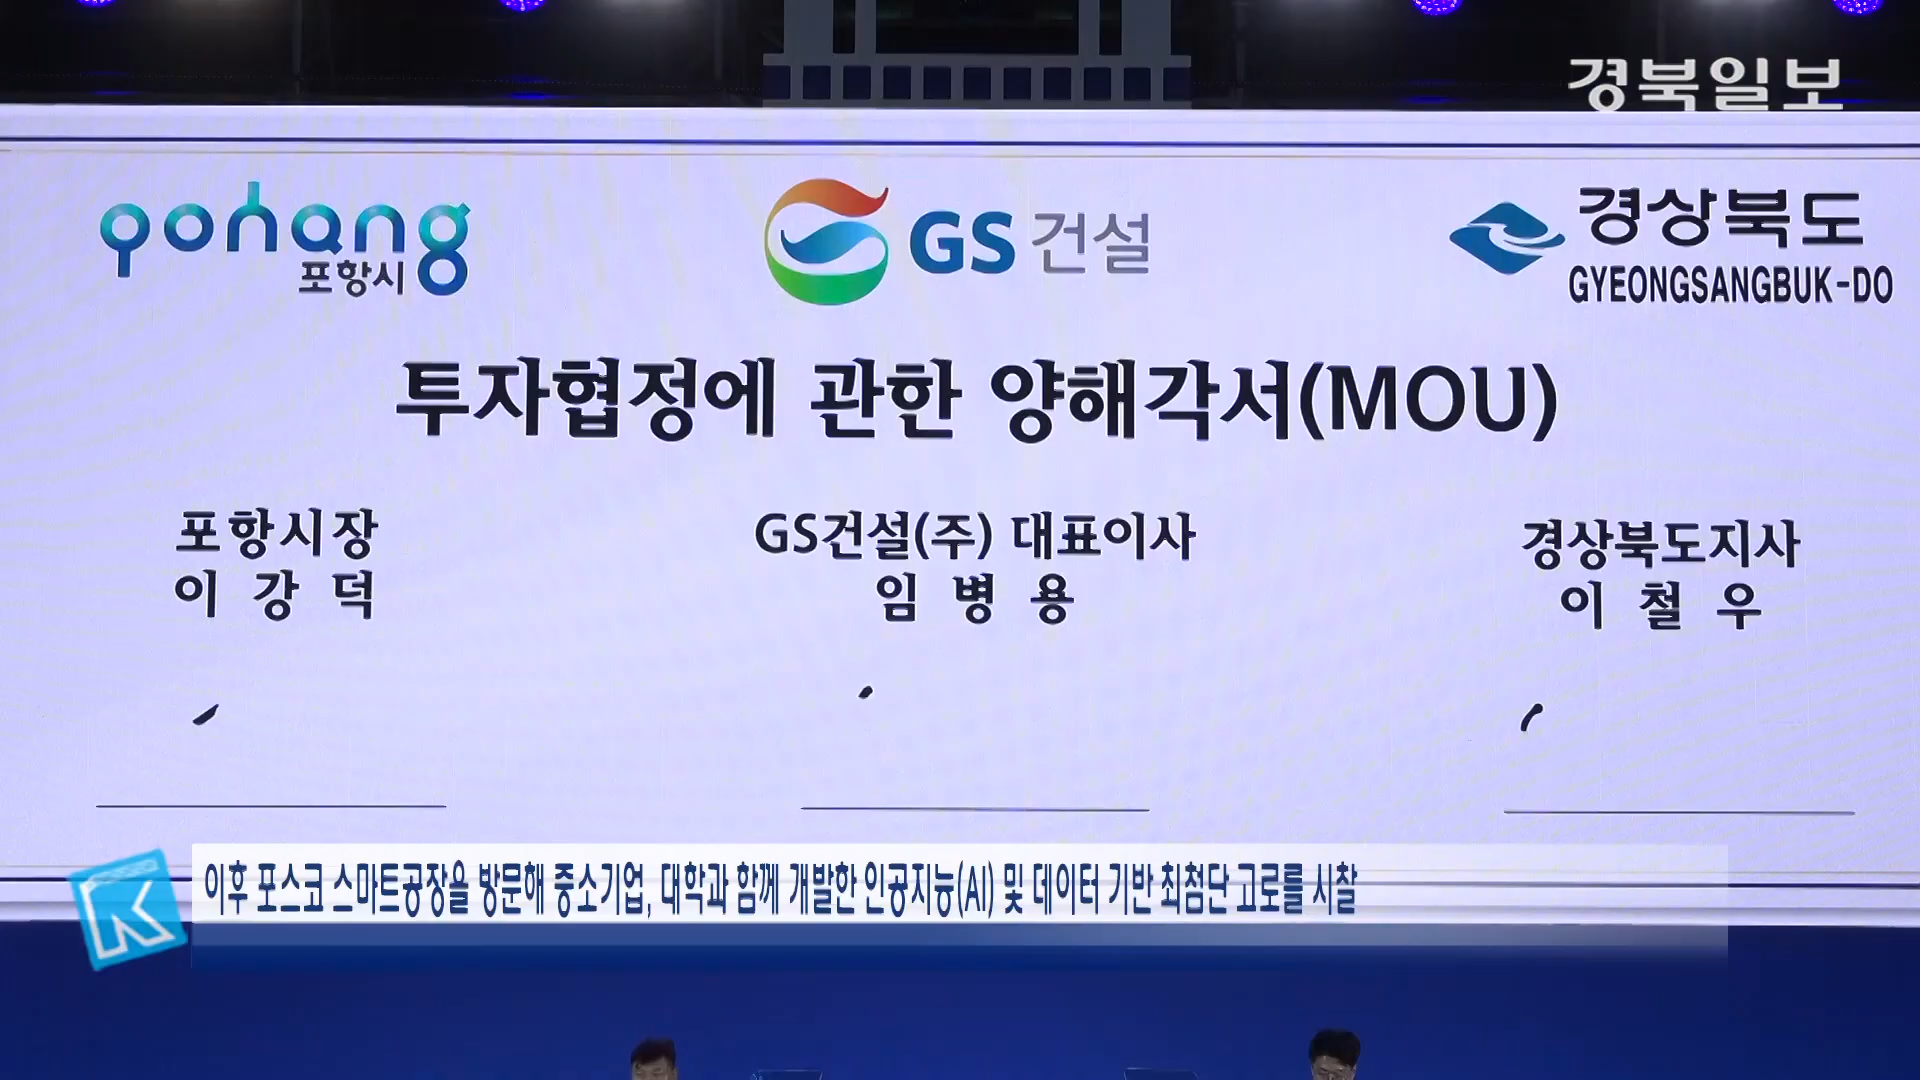 경북일보
pohang
포항시
GS건설
경상북도
GYEONGSANGBUK-DO
투자협정에 관한 양해각서(MOU)
포항시장
이 강 덕
GS건설(주) 대표이사
임 병 용
경상북도지사
이 철 우
이후 포스코 스마트공장을 방문해 중소기업, 대학과 함께 개발한 인공지능(AI) 및 데이터 기반 최첨단 고로를 시찰
K